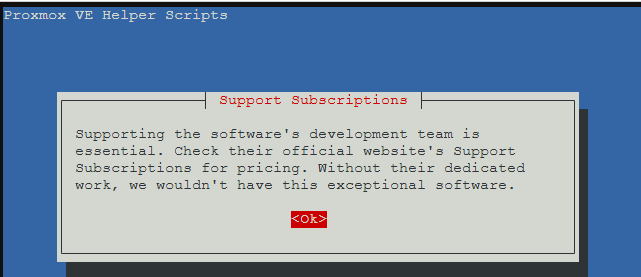 Proxmox VE Helper Scripts
Support Subscriptions
Supporting the software's development team is
essential. Check their official website's Support
Subscriptions for pricing. Without their dedicated
work, we wouldn't have this exceptional software.
<Ok>